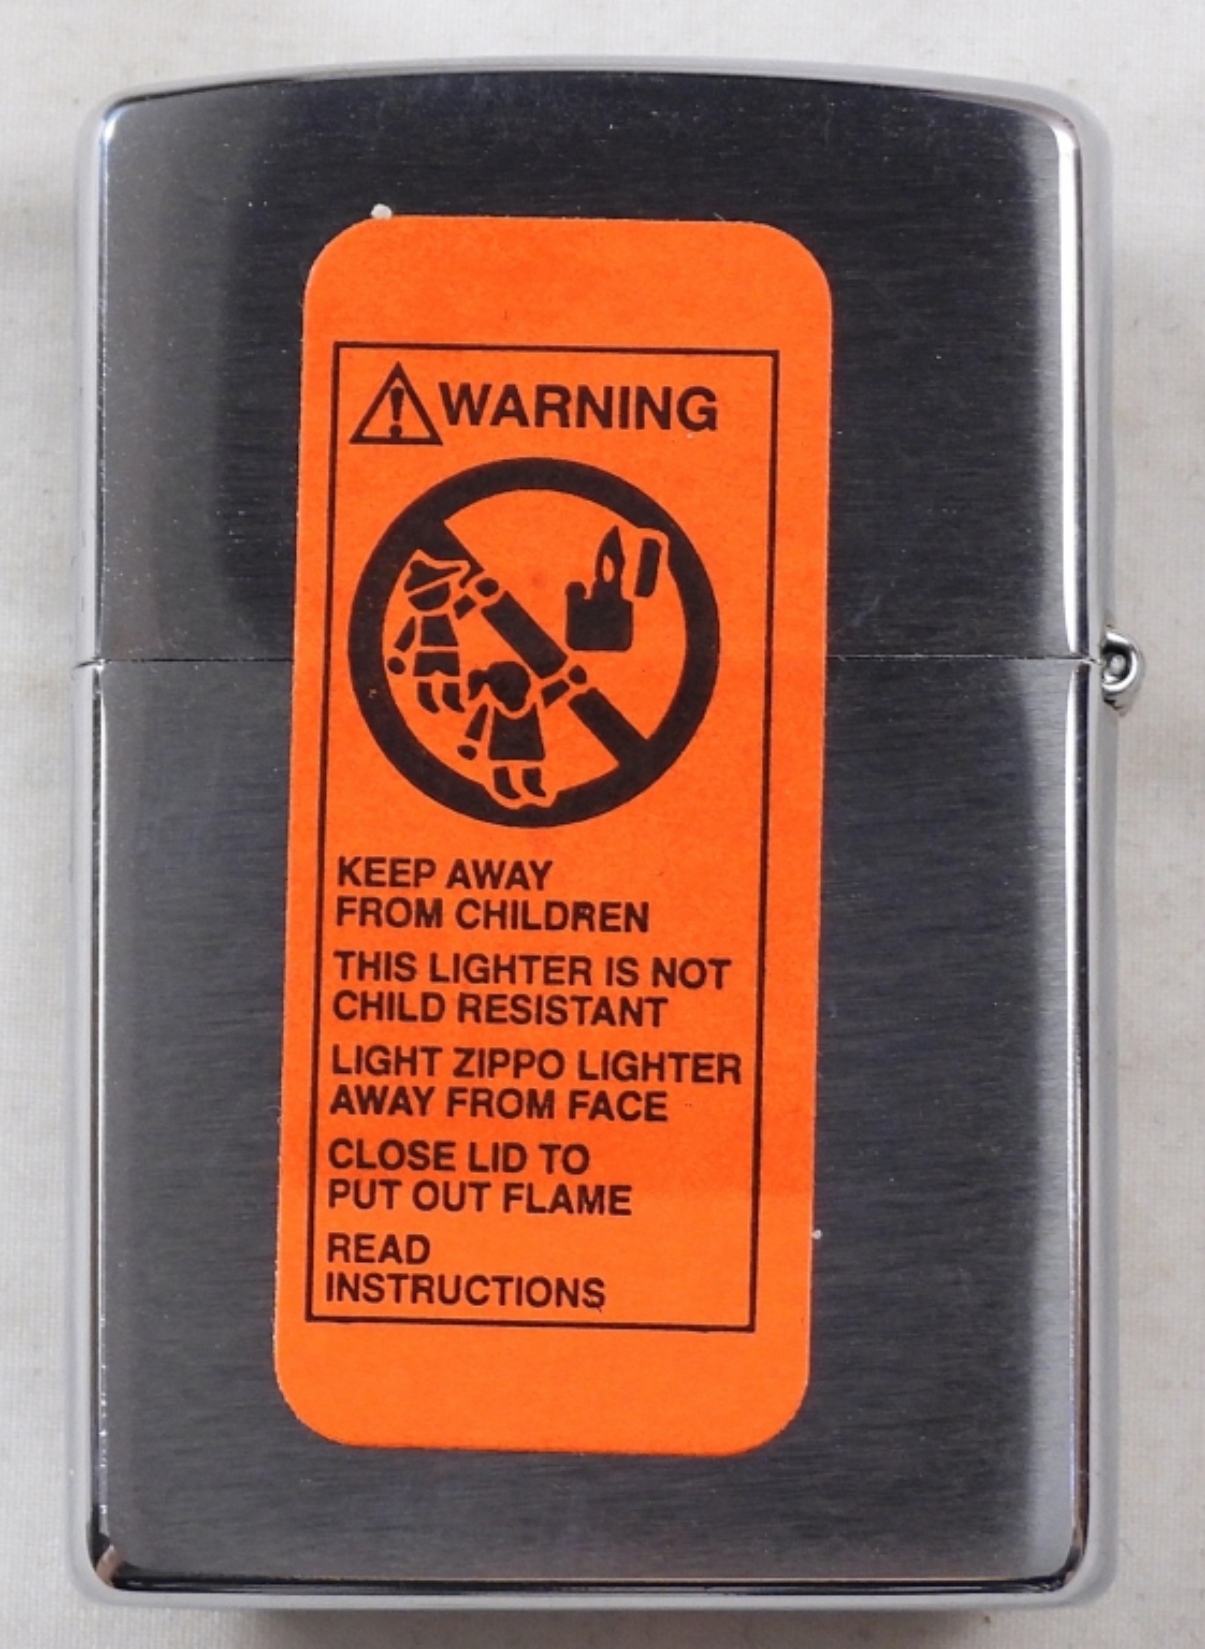 WARNING
KEEP AWAY
FROM CHILDREN
THIS LIGHTER IS NOT
CHILD RESISTANT
LIGHT ZIPPO LIGHTER
AWAY FROM FACE
CLOSE LID TO
PUT OUT FLAME
READ
INSTRUCTIONS